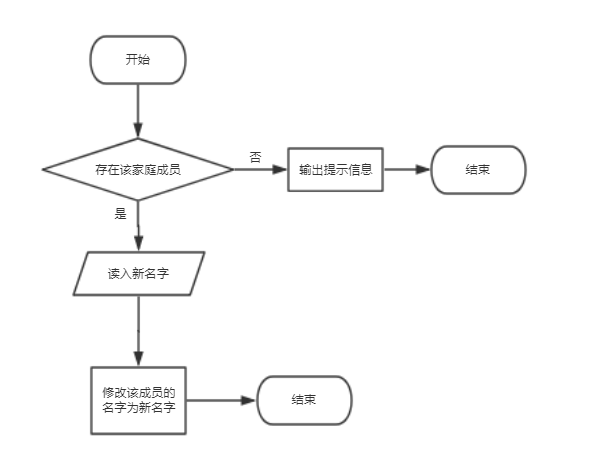 开始
存在该家庭成员
否
输出提示信息
结束
是
读入新名字
修改该成员的
名字为新名字
结束